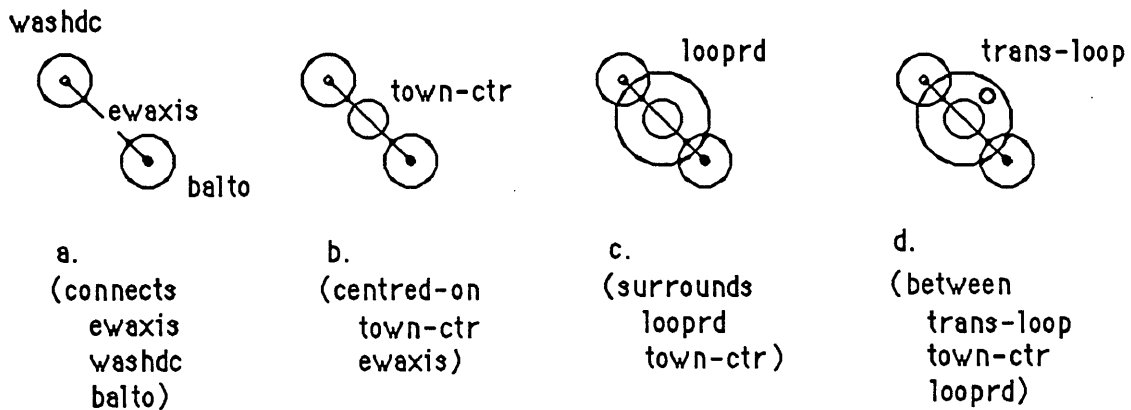 washdc
ewaxis
balto
town-ctr
looprd
trans-loop
a.
(connects
ewaxis
washdc
balto)
b.
(centred-on
town-ctr
ewaxis)
c.
(surrounds
looprd
town-ctr)
d.
(between
trans-loop
town-ctr
looprd)